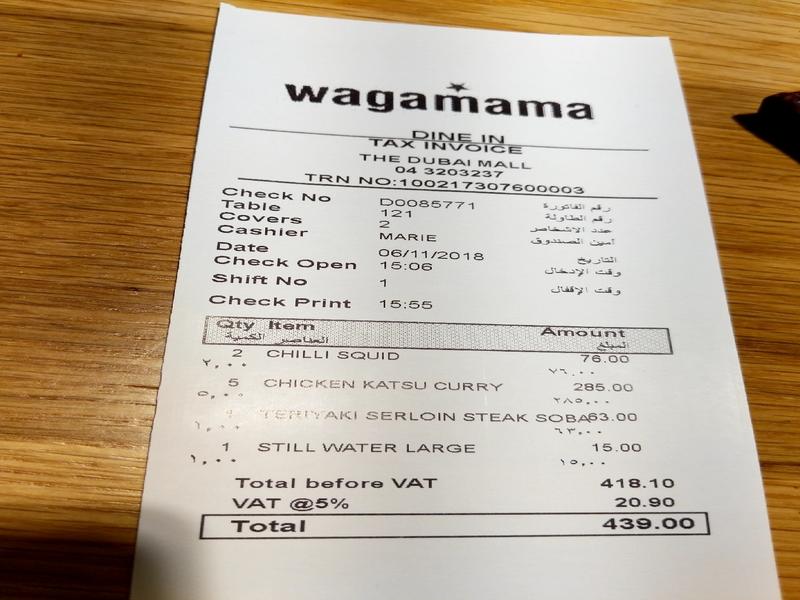 wagamama
DINE IN
TAX INVOICE
THE DUBAI MALL
04 3203237
TRN NO:100217307600003
Check No D0085771 رقم الفاتورة
Table 121 رقم الطاولة
Covers 2 عدد الاشخاص
Cashier MARIE أمين الصندوق
Date 06/11/2018 التاريخ
Check Open 15:06 وقت الإدخال
Shift No 1 وقت الإقفال
Check Print 15:55
Qty Item Amount
الكمية العناصر المبلغ
2 CHILLI SQUID 76.00
٢,٠٠ ٧٦,٠٠
5 CHICKEN KATSU CURRY 285.00
٥,٠٠ ٢٨٥,٠٠
1 TERIYAKI SERLOIN STEAK SOBA63.00
١,٠٠ ٦٣,٠٠
1 STILL WATER LARGE 15.00
١,٠٠ ١٥,٠٠
Total before VAT 418.10
VAT @5% 20.90
Total 439.00